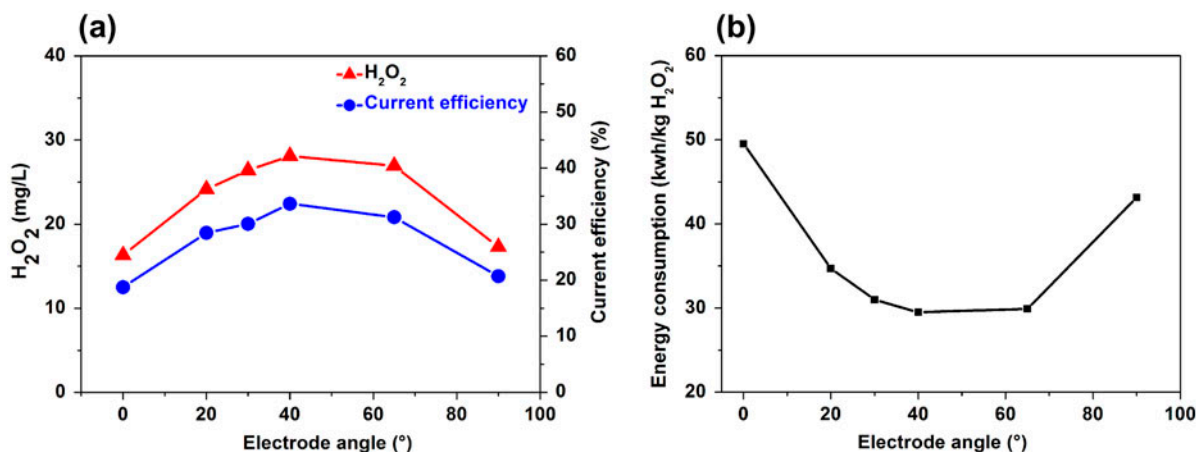 (a)
H₂O₂
Current efficiency
40
30
20
10
0
H₂O₂ (mg/L)
60
50
40
30
20
10
0
Current efficiency (%)
0 20 40 60 80 100
Electrode angle (°)
(b)
60
50
40
30
20
Energy consumption (kwh/kg H₂O₂)
0 20 40 60 80 100
Electrode angle (°)